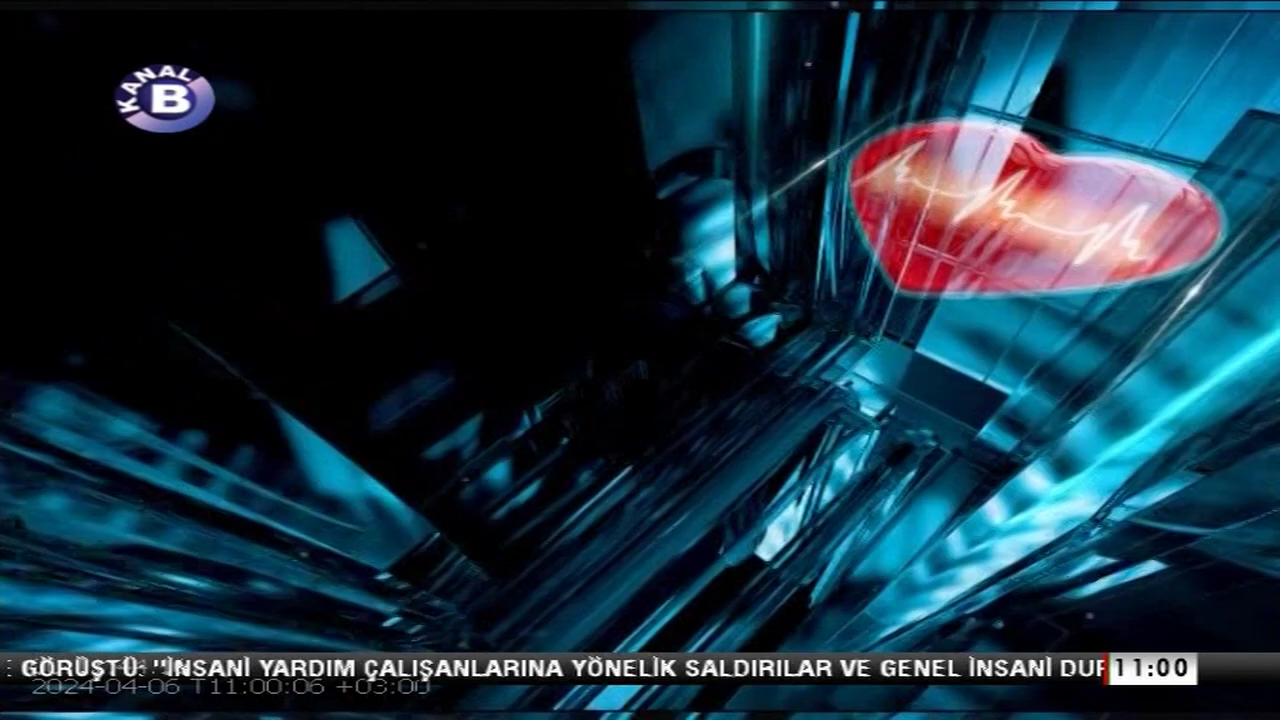 KANAL
B
GÖRÜŞTÜ: "İNSANİ YARDIM ÇALIŞANLARINA YÖNELİK SALDIRILAR VE GENEL İNSANİ DUR
11:00
2024-04-06 T11:00:06 +03:00